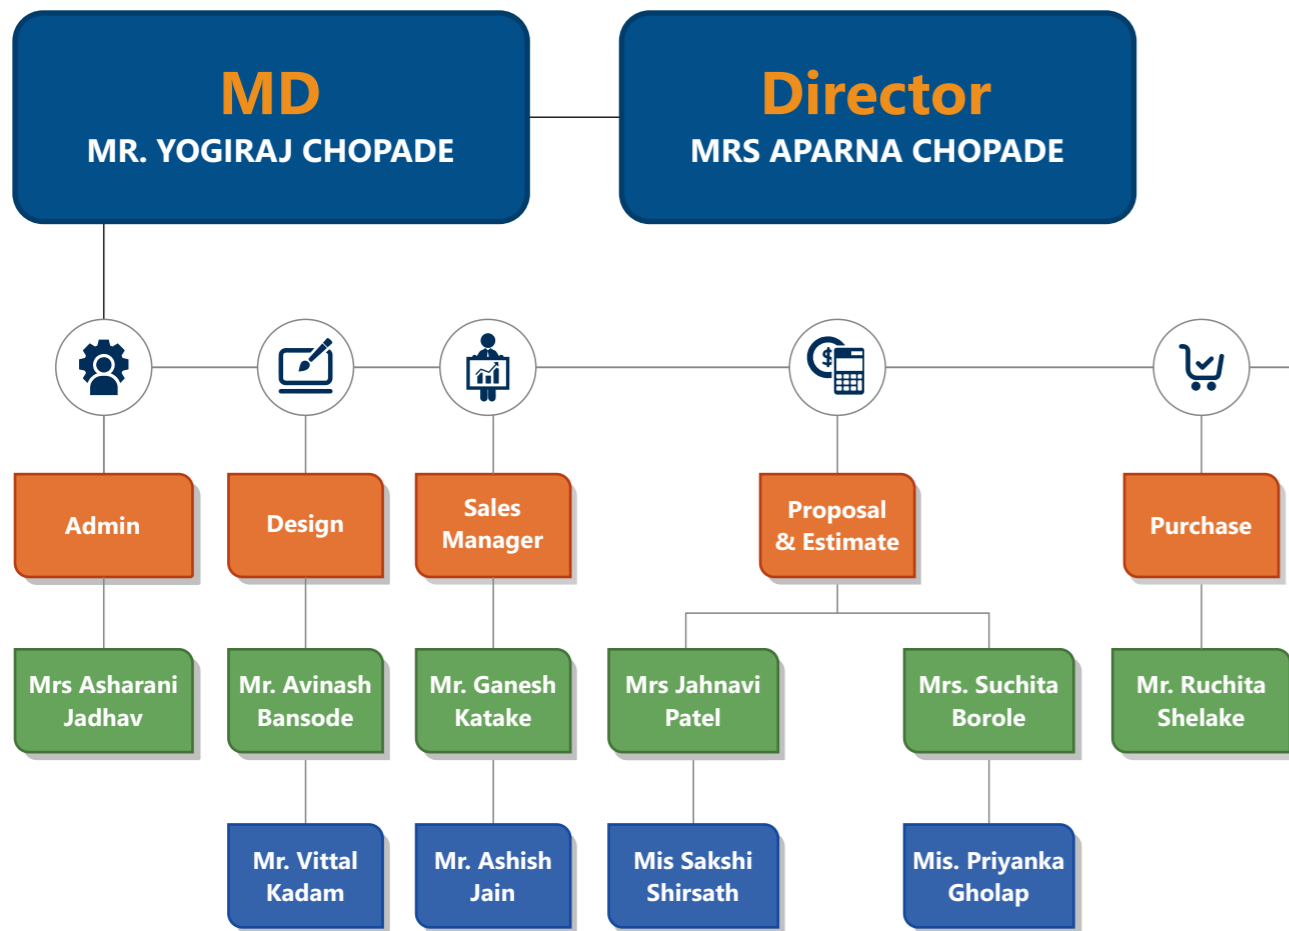 MD
MR. YOGIRAJ CHOPADE
Director
MRS APARNA CHOPADE
$
Admin
Design
Sales
Manager
Proposal
& Estimate
Purchase
Mrs Asharani
Jadhav
Mr. Avinash
Bansode
Mr. Ganesh
Katake
Mrs Jahnavi
Patel
Mrs. Suchita
Borole
Mr. Ruchita
Shelake
Mr. Vittal
Kadam
Mr. Ashish
Jain
Mis Sakshi
Shirsath
Mis. Priyanka
Gholap